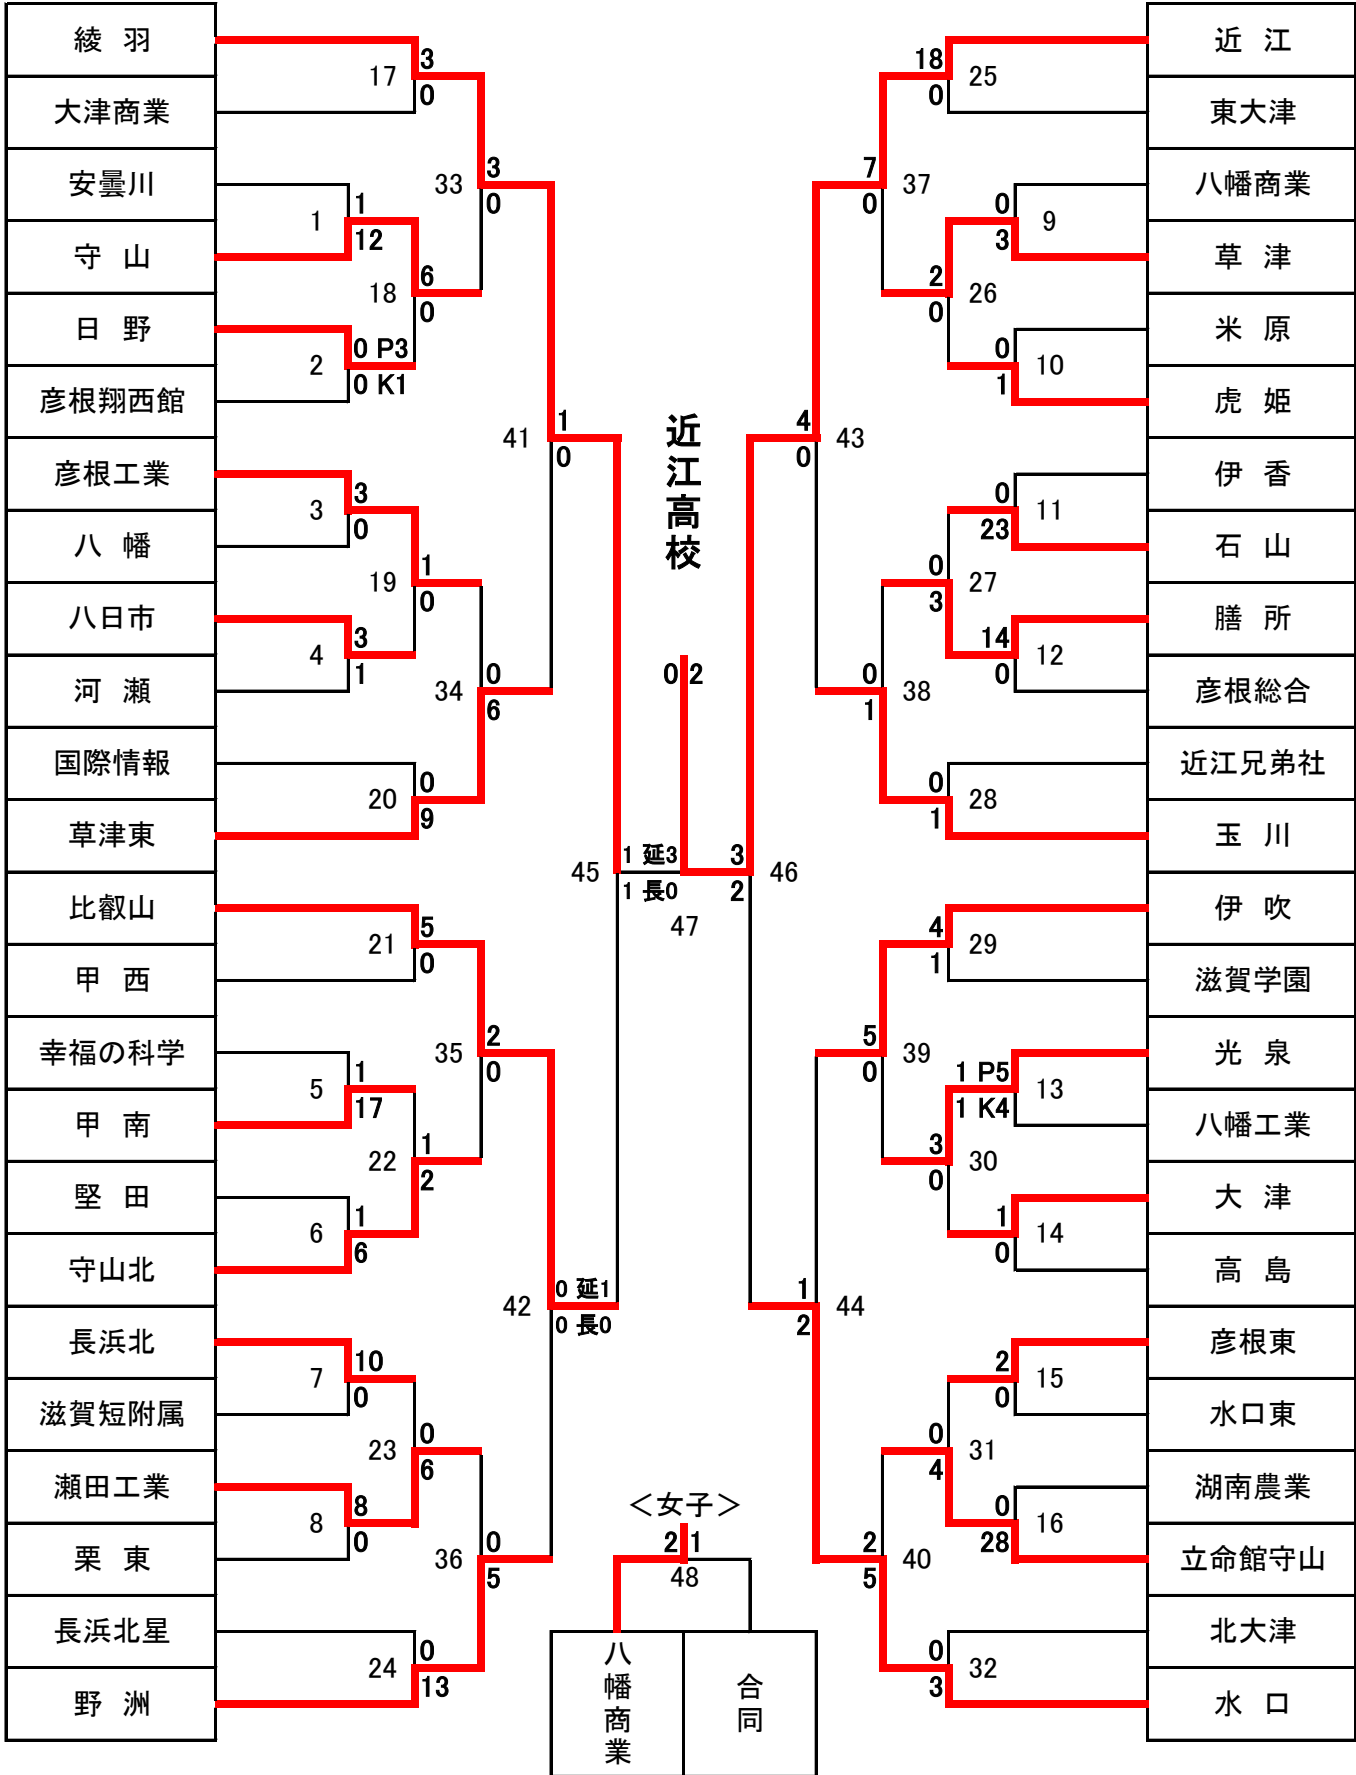 綾 羽
大津商業
安曇川
守 山
日 野
彦根翔西館
彦根工業
八 幡
八日市
河 瀬
国際情報
草津東
比叡山
甲 西
幸福の科学
甲 南
堅 田
守山北
長浜北
滋賀短附属
瀬田工業
栗 東
長浜北星
野 洲
17
3
0
1
1
12
18
6
0
2
0 P3
0 K1
3
3
0
19
1
0
4
3
1
20
0
9
21
5
0
5
1
17
22
1
2
6
1
6
7
10
0
23
0
6
8
8
0
24
0
13
33
3
0
34
0
6
35
2
0
36
0
5
41
1
0
42
0 延1
0 長0
45
1 延3
1 長0
近江高校
0 2
47
46
3
2
43
4
0
44
1
2
37
7
0
38
0
1
39
5
0
40
2
5
18
0
25
0
3
9
2
0
26
0
1
10
0
23
11
0
3
27
14
0
12
0
1
28
4
1
29
1 P5
1 K4
13
3
0
30
1
0
14
2
0
15
0
4
31
0
28
16
0
3
32
近 江
東大津
八幡商業
草 津
米 原
虎 姫
伊 香
石 山
膳 所
彦根総合
近江兄弟社
玉 川
伊 吹
滋賀学園
光 泉
八幡工業
大 津
高 島
彦根東
水口東
湖南農業
立命館守山
北大津
水 口
＜女子＞
2 1
48
八幡商業
合同